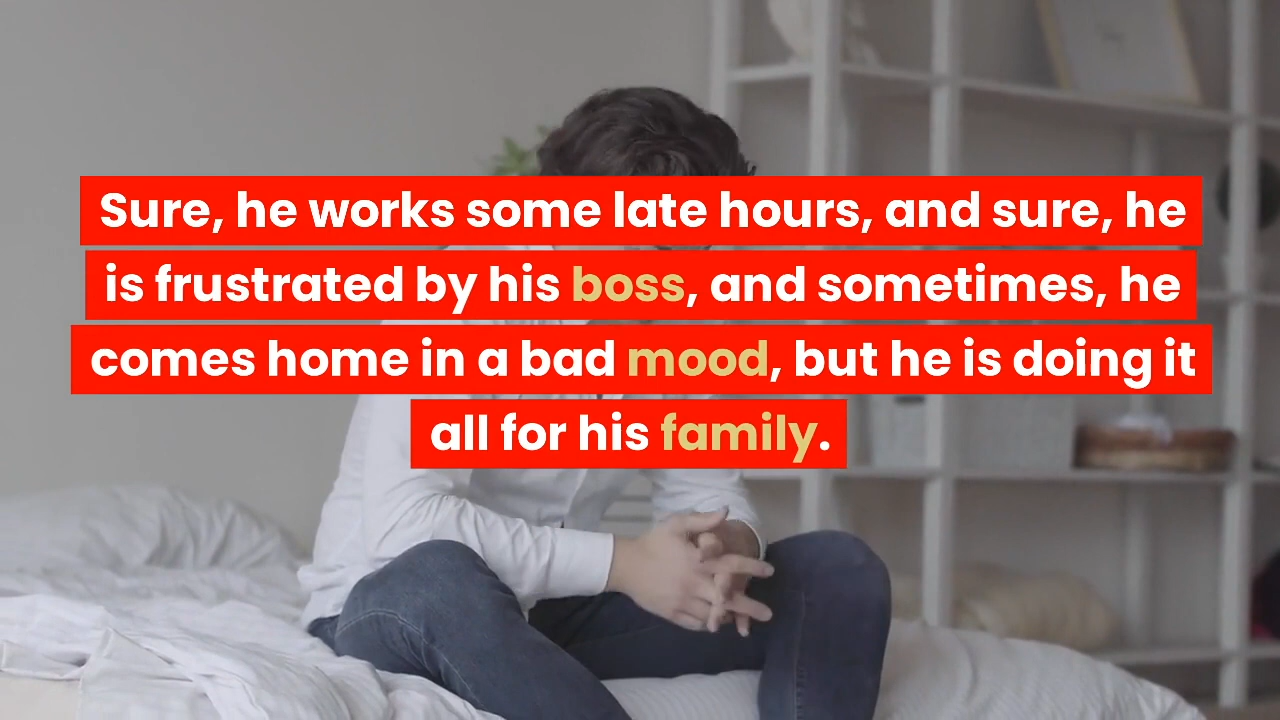 Sure, he works some late hours, and sure, he
is frustrated by his boss, and sometimes, he
comes home in a bad mood, but he is doing it
all for his family.